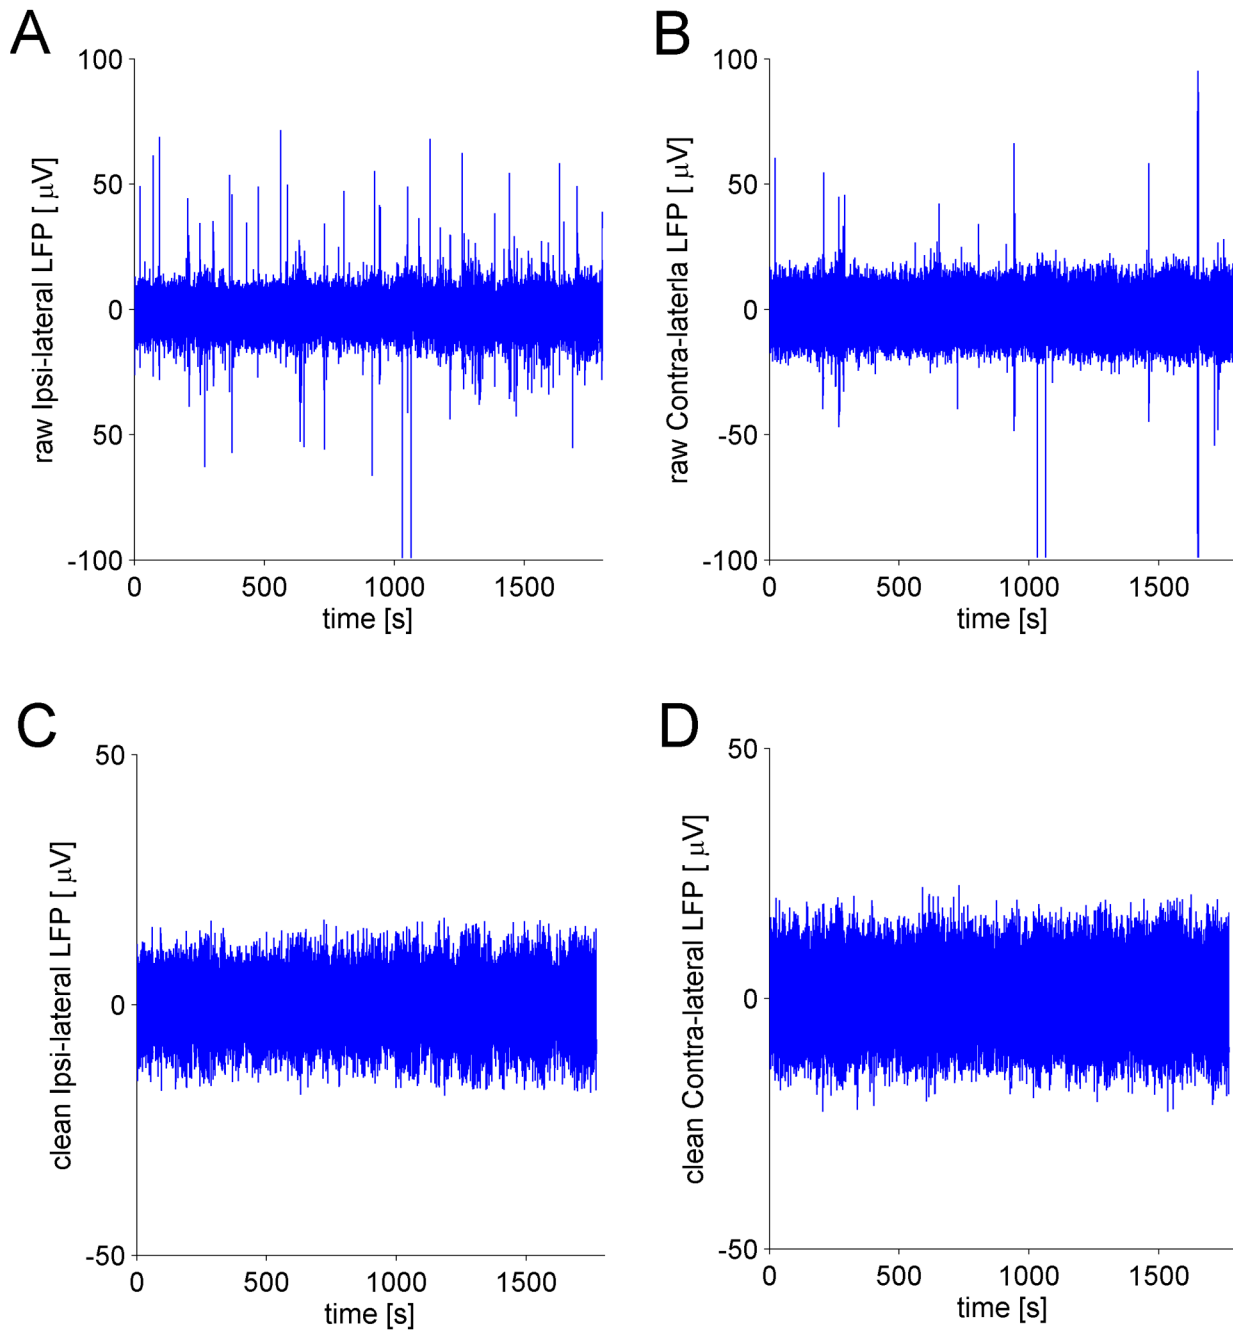 A
B
100
50
0
50
-100
raw Ipsi-lateral LFP [ μV]
0
500
1000
1500
time [s]
100
50
0
-50
-100
raw Contra-laterla LFP [ μV]
0
500
1000
1500
time [s]
C
D
50
0
-50
clean Ipsi-lateral LFP [ μV]
0
500
1000
1500
time [s]
50
0
-50
clean Contra-lateral LFP [ μV]
0
500
1000
1500
time [s]